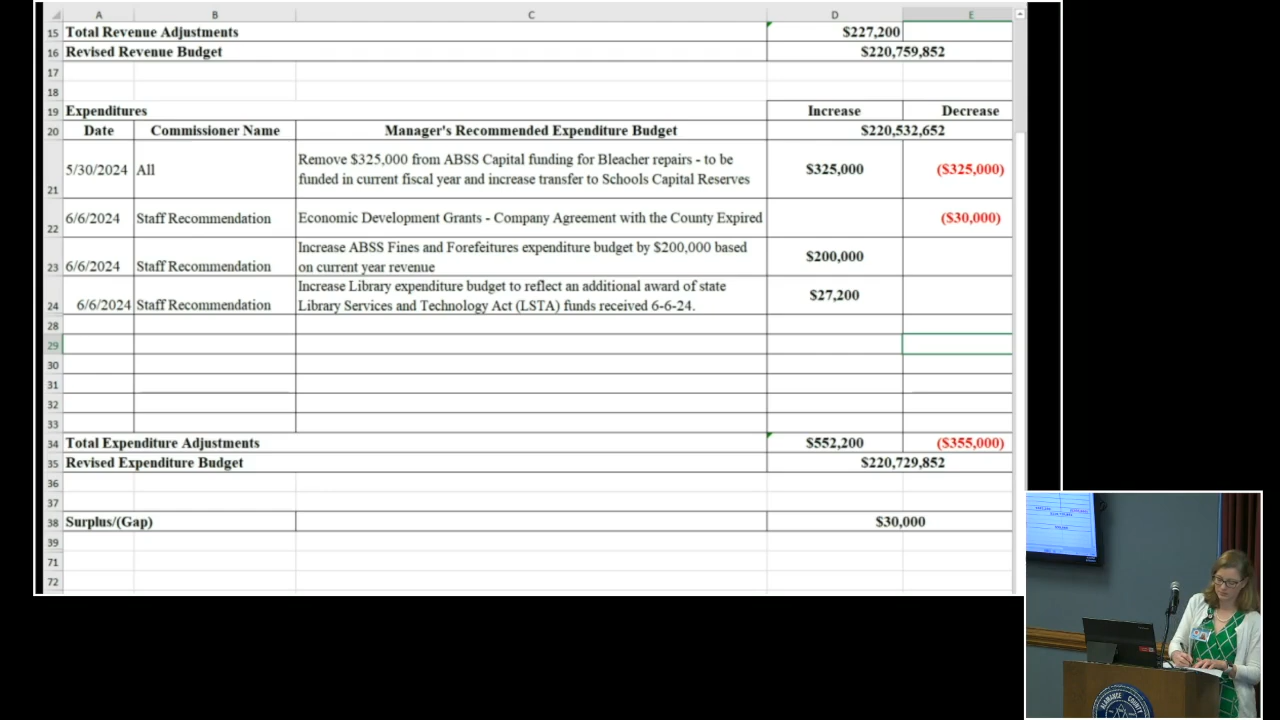 A B C D E
15 Total Revenue Adjustments $227,200
16 Revised Revenue Budget $220,759,852
17
18
19 Expenditures Increase Decrease
20 Date Commissioner Name Manager's Recommended Expenditure Budget $220,532,652
Remove $325,000 from ABSS Capital funding for Bleacher repairs - to be
21 5/30/2024 All funded in current fiscal year and increase transfer to Schools Capital Reserves $325,000 ($325,000)
22 6/6/2024 Staff Recommendation Economic Development Grants - Company Agreement with the County Expired ($30,000)
Increase ABSS Fines and Forefeitures expenditure budget by $200,000 based
23 6/6/2024 Staff Recommendation on current year revenue $200,000
Increase Library expenditure budget to reflect an additional award of state
24 6/6/2024 Staff Recommendation Library Services and Technology Act (LSTA) funds received 6-6-24. $27,200
28
29
30
31
32
33
34 Total Expenditure Adjustments $552,200 ($355,000)
35 Revised Expenditure Budget $220,729,852
36
37
38 Surplus/(Gap) $30,000
39
71
72
ALAMANCE COUNTY